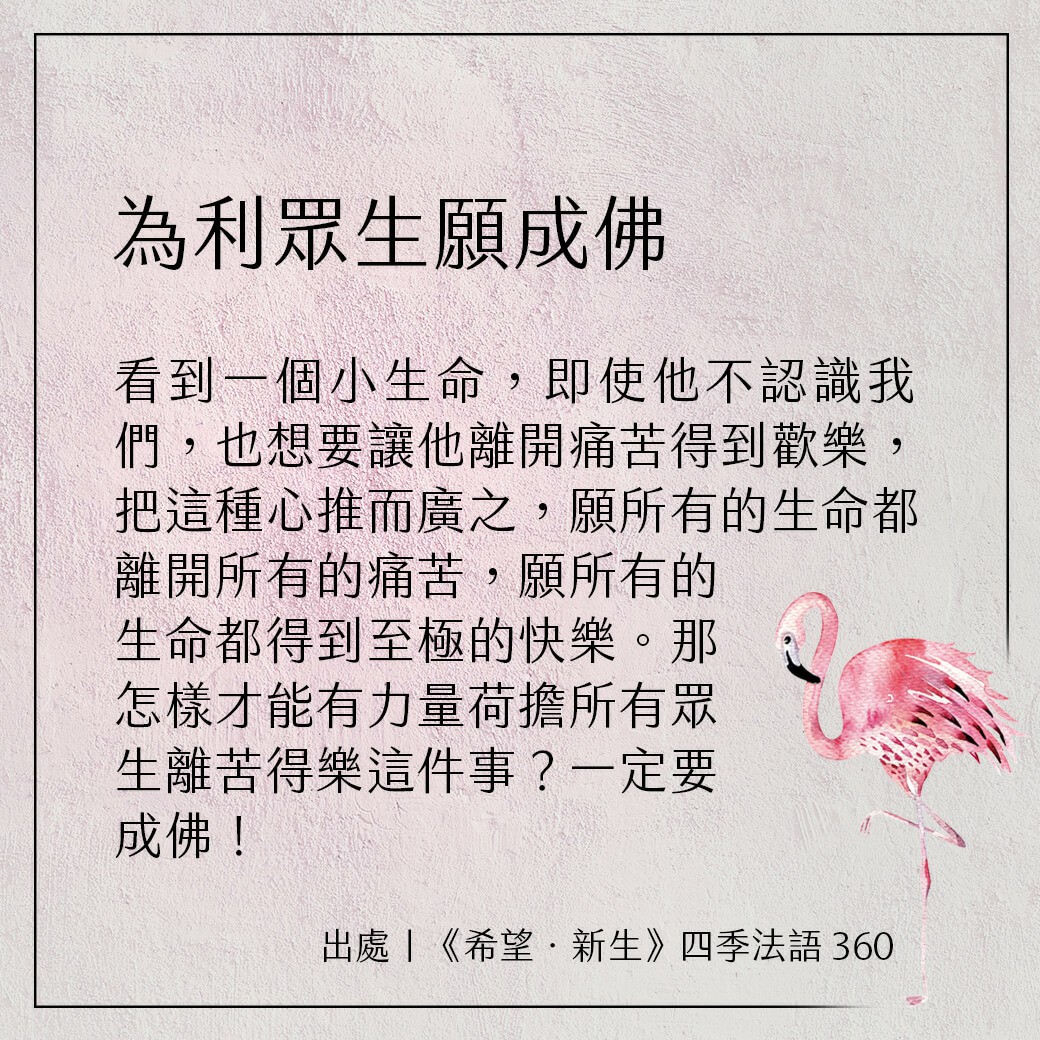 為利眾生願成佛
看到一個小生命，即使他不認識我
們，也想要讓他離開痛苦得到歡樂，
把這種心推而廣之，願所有的生命都
離開所有的痛苦，願所有的
生命都得到至極的快樂。那
怎樣才能有力量荷擔所有眾
生離苦得樂這件事？一定要
成佛！
出處丨《希望．新生》四季法語 360